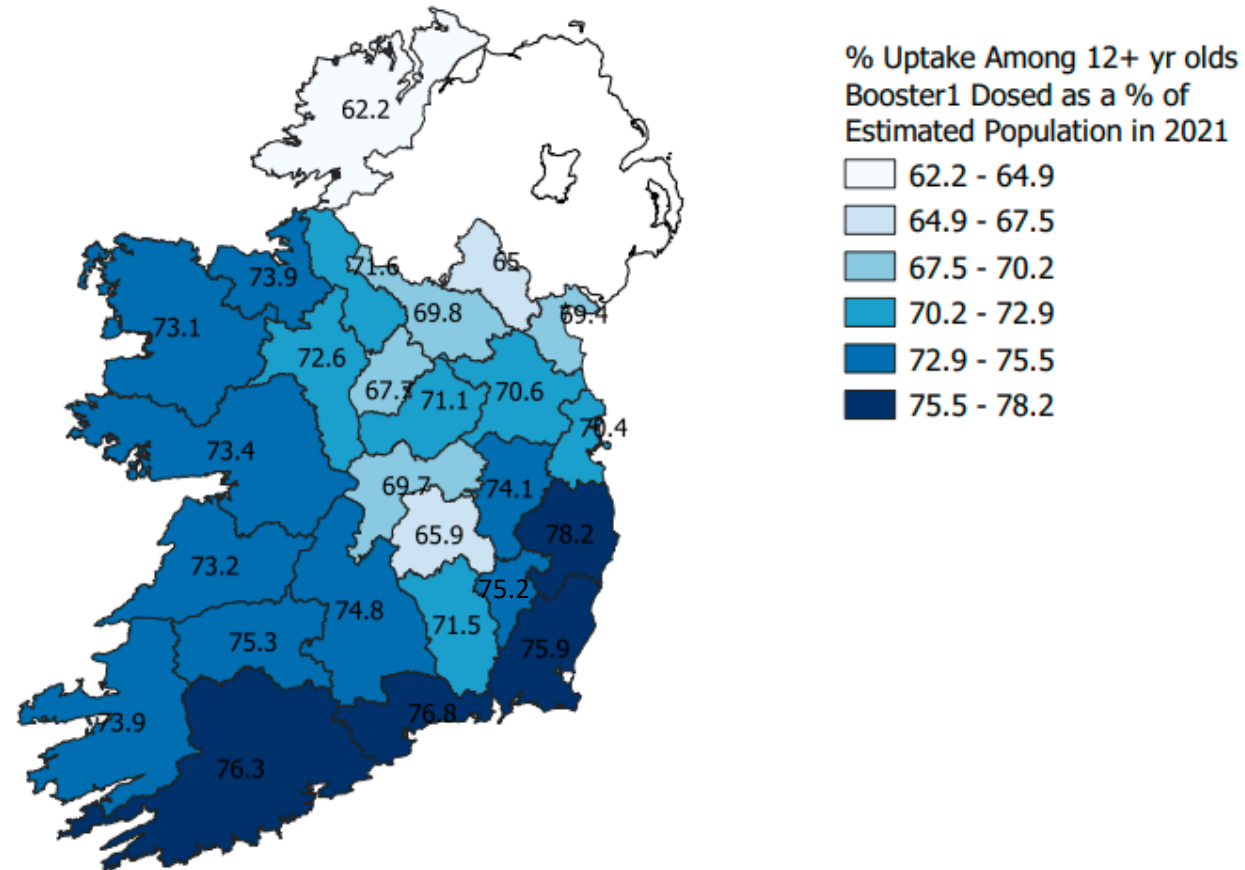 % Uptake Among 12+ yr olds
Booster1 Dosed as a % of
Estimated Population in 2021
62.2 - 64.9
64.9 - 67.5
67.5 - 70.2
70.2 - 72.9
72.9 - 75.5
75.5 - 78.2
62.2
65
71.6
73.9
69.8
69.4
73.1
72.6
67.7
71.1
70.6
70.4
73.4
69.7
74.1
65.9
78.2
73.2
75.2
74.8
71.5
75.3
75.9
76.8
73.9
76.3